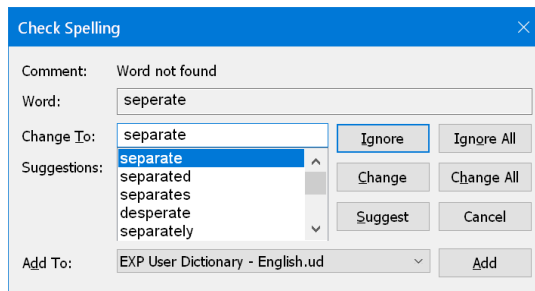 Check Spelling
Comment: Word not found
Word: seperate
Change To: separate Ignore Ignore All
Suggestions: separate
separated Change Change All
separates
desperate Suggest Cancel
separately
Add To: EXP User Dictionary - English.ud Add